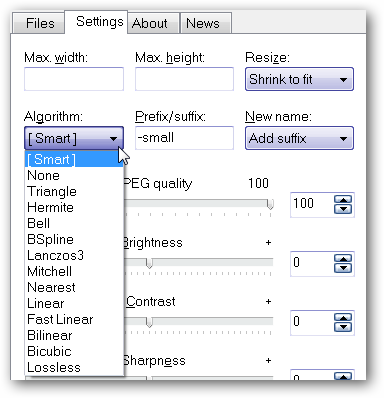 Files Settings About News
Max. width: Max. height: Resize:
Shrink to fit
Algorithm: Prefix/suffix: New name:
[ Smart ] -small Add suffix
[ Smart ]
None
Triangle
Hermite
Bell
BSpline
Lanczos3
Mitchell
Nearest
Linear
Fast Linear
Bilinear
Bicubic
Lossless
PEG quality 100
100
Brightness +
0
Contrast +
0
Sharpness +
0